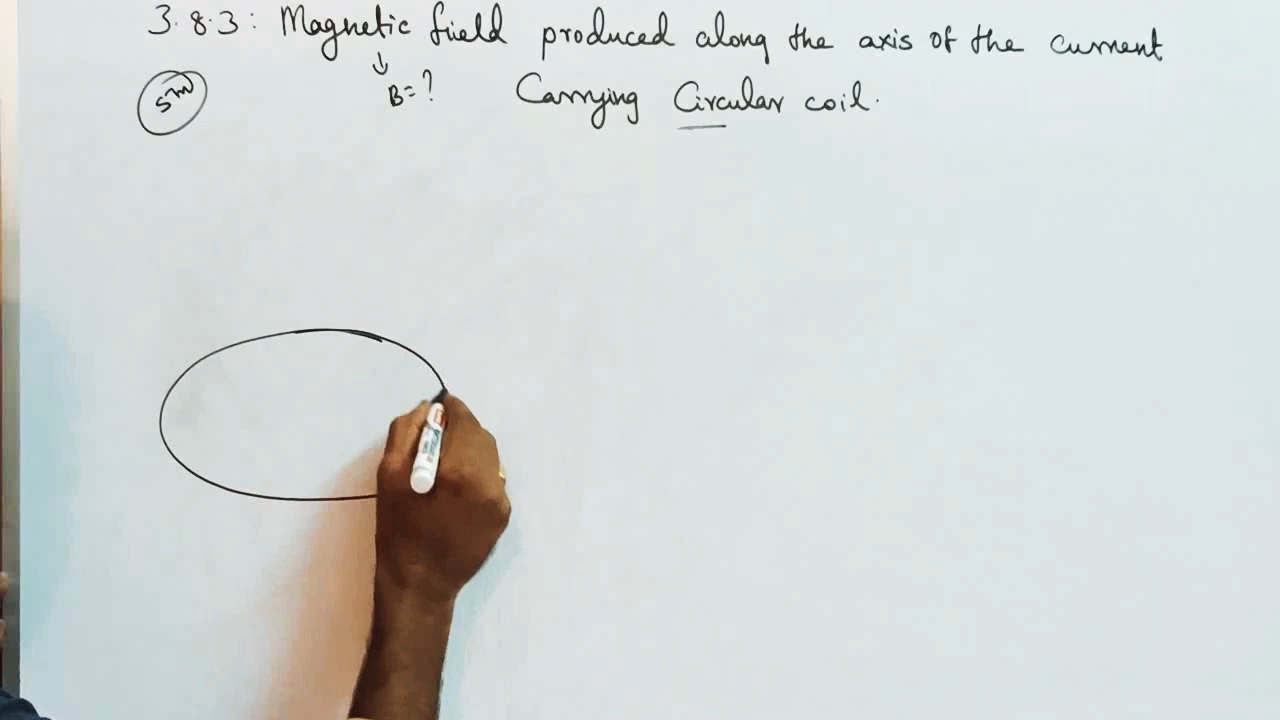 3.8.3: Magnetic field produced along the axis of the current
5m B=? Carrying Circular coil.